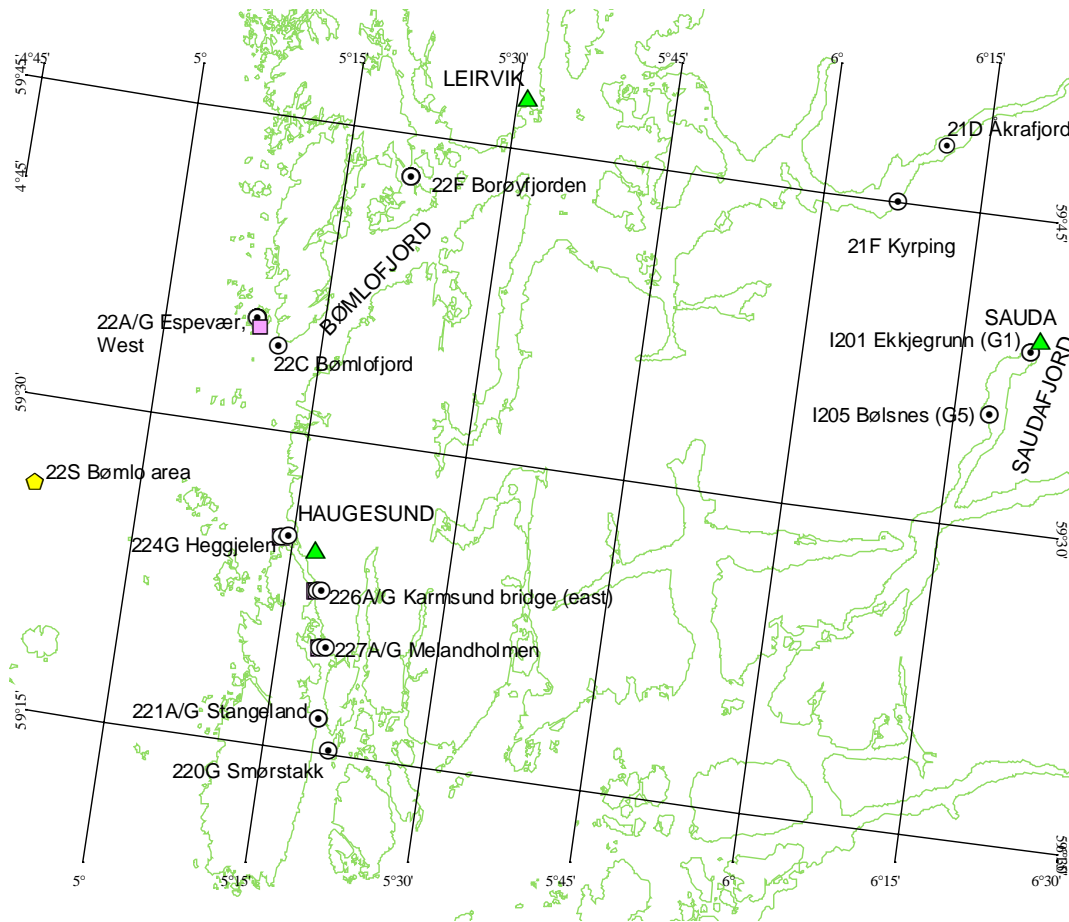 4°45'
5°
5°15'
5°30'
5°45'
6°
6°15'
59°45'
LEIRVIK
21D Åkrafjord
4°45'
22F Borøyfjorden
59°45'
21F Kyrping
BØMLOFJORD
22A/G Espevær,
West
SAUDA
I201 Ekkjegrunn (G1)
22C Bømlofjord
59°30'
I205 Bølsnes (G5)
SAUDAFJORD
22S Bømlo area
HAUGESUND
224G Heggjelen
59°30'
226A/G Karmsund bridge (east)
227A/G Melandholmen
59°15'
221A/G Stangeland
220G Smørstakk
5°
5°15'
5°30'
5°45'
6°
6°15'
6°30'